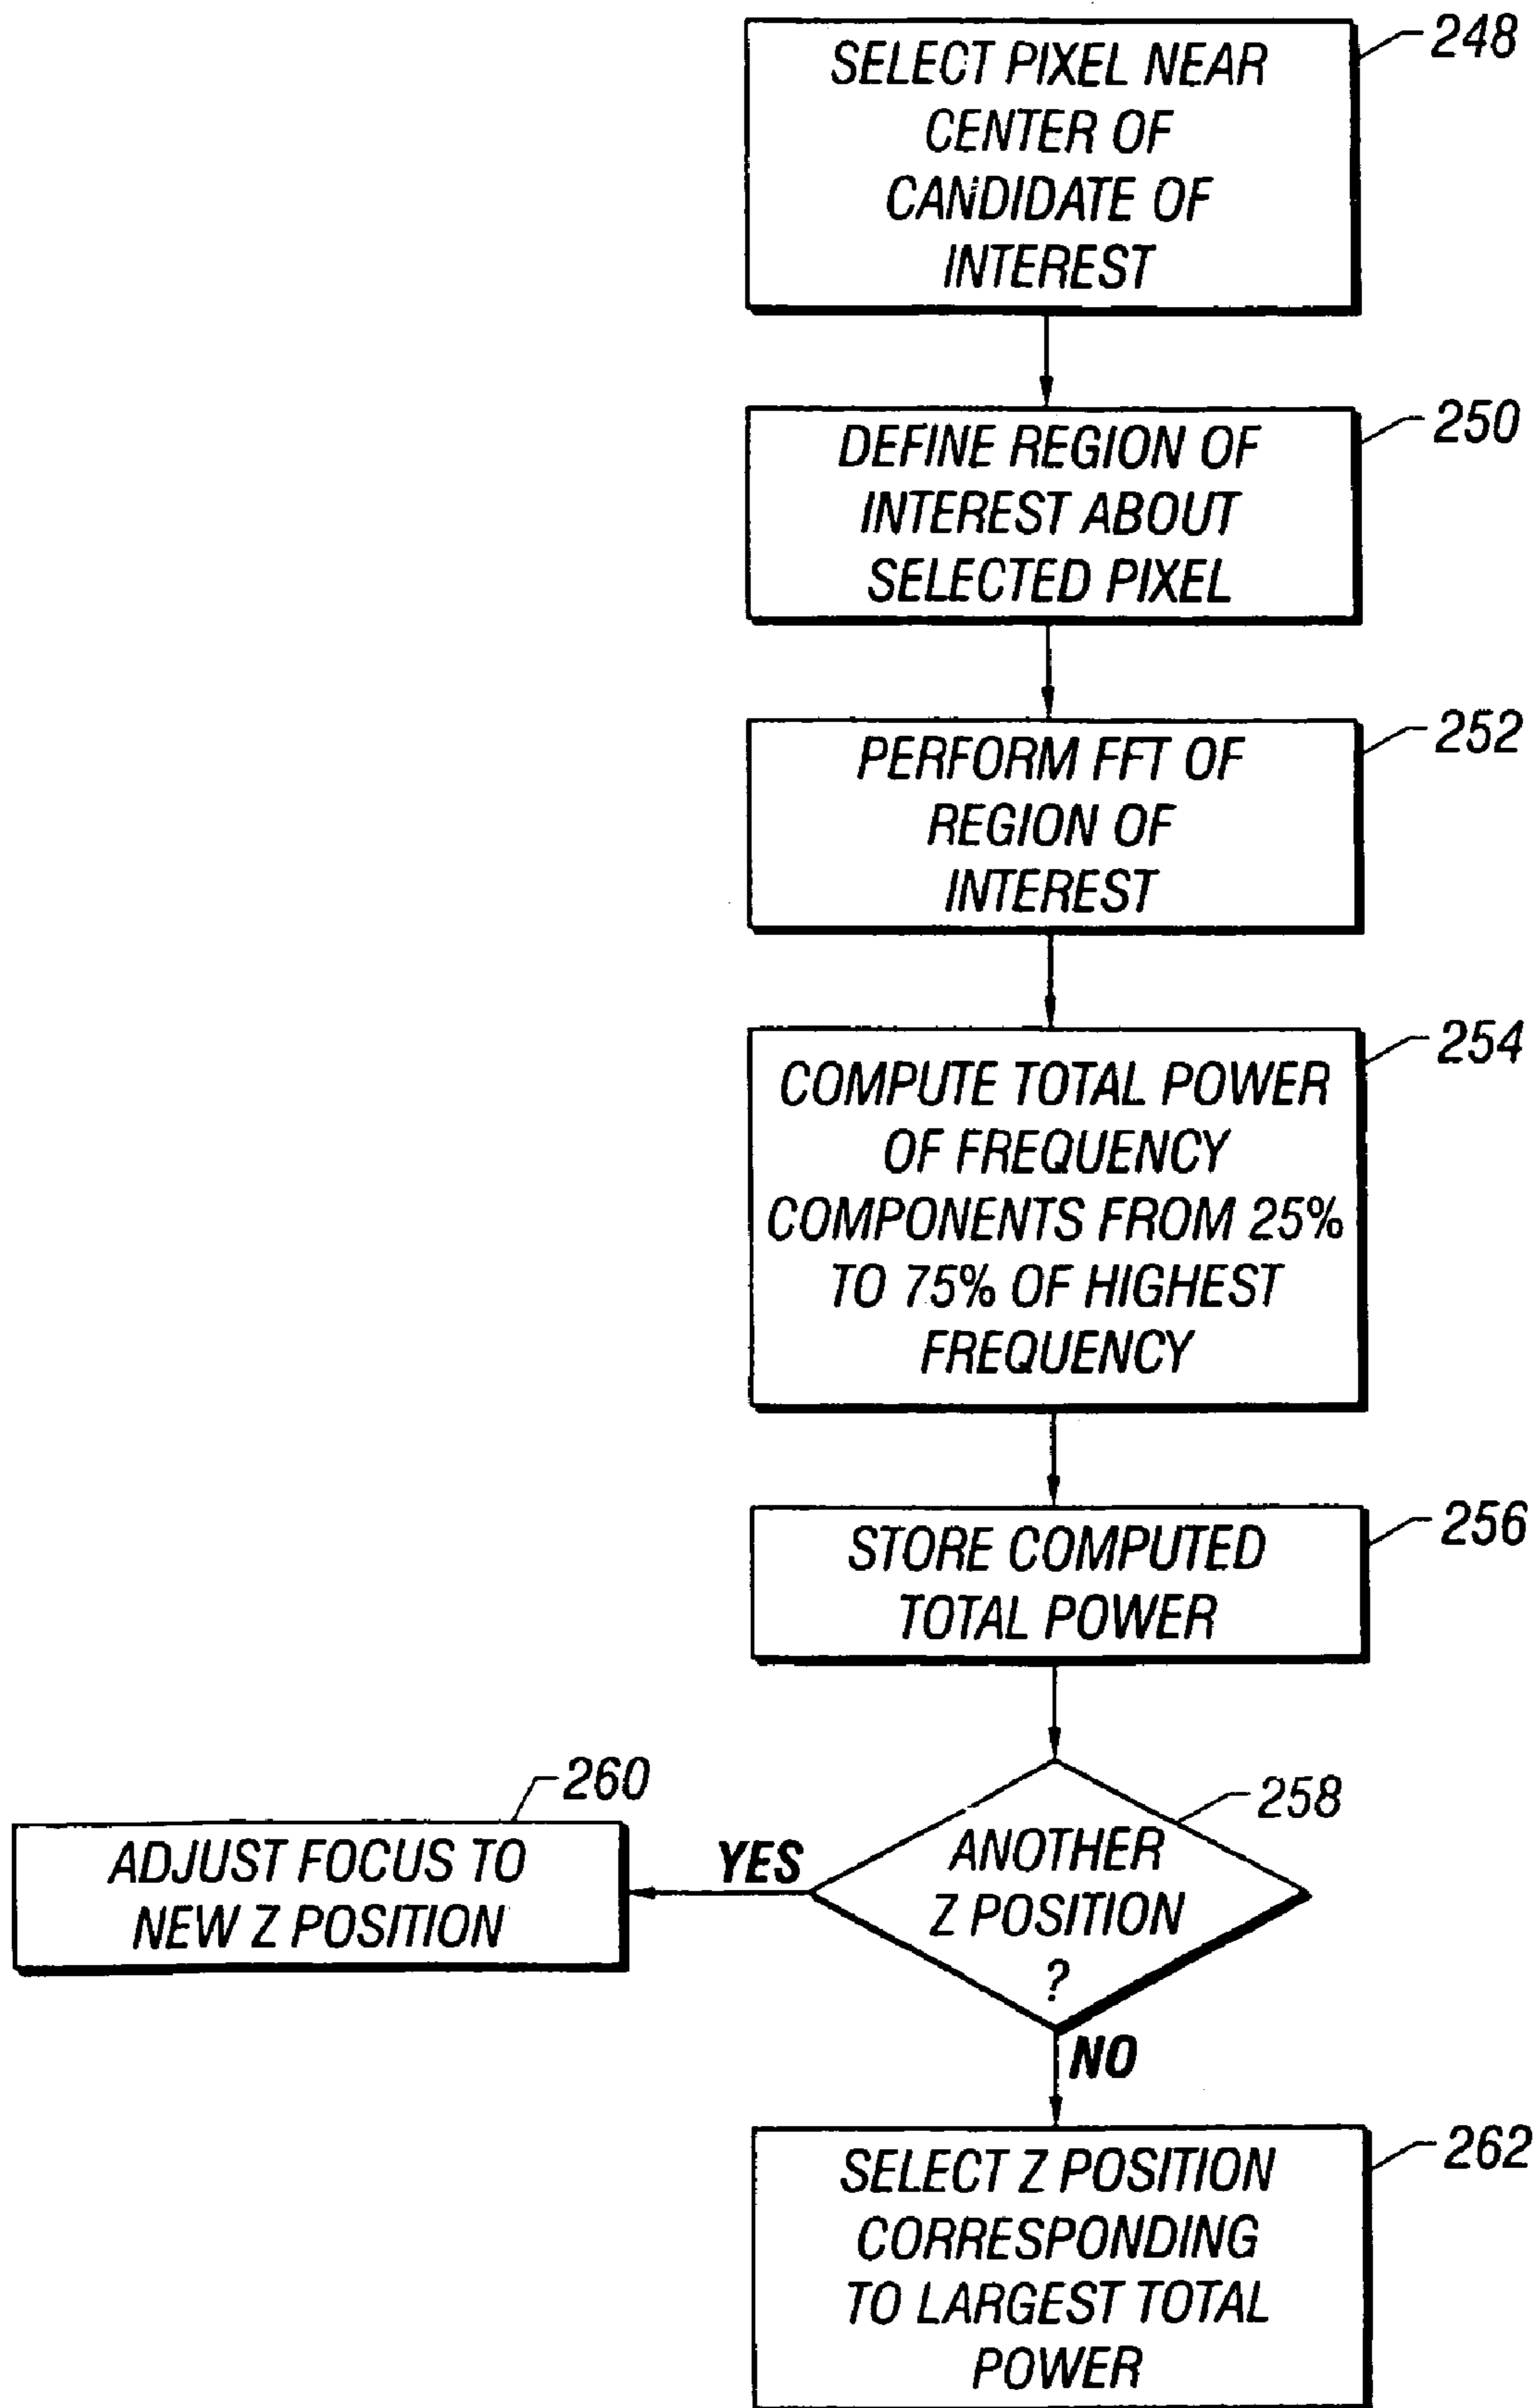 248
SELECT PIXEL NEAR
CENTER OF
CANDIDATE OF
INTEREST
250
DEFINE REGION OF
INTEREST ABOUT
SELECTED PIXEL
252
PERFORM FFT OF
REGION OF
INTEREST
254
COMPUTE TOTAL POWER
OF FREQUENCY
COMPONENTS FROM 25%
TO 75% OF HIGHEST
FREQUENCY
256
STORE COMPUTED
TOTAL POWER
258
ANOTHER
Z POSITION
?
YES
260
ADJUST FOCUS TO
NEW Z POSITION
NO
262
SELECT Z POSITION
CORRESPONDING
TO LARGEST TOTAL
POWER